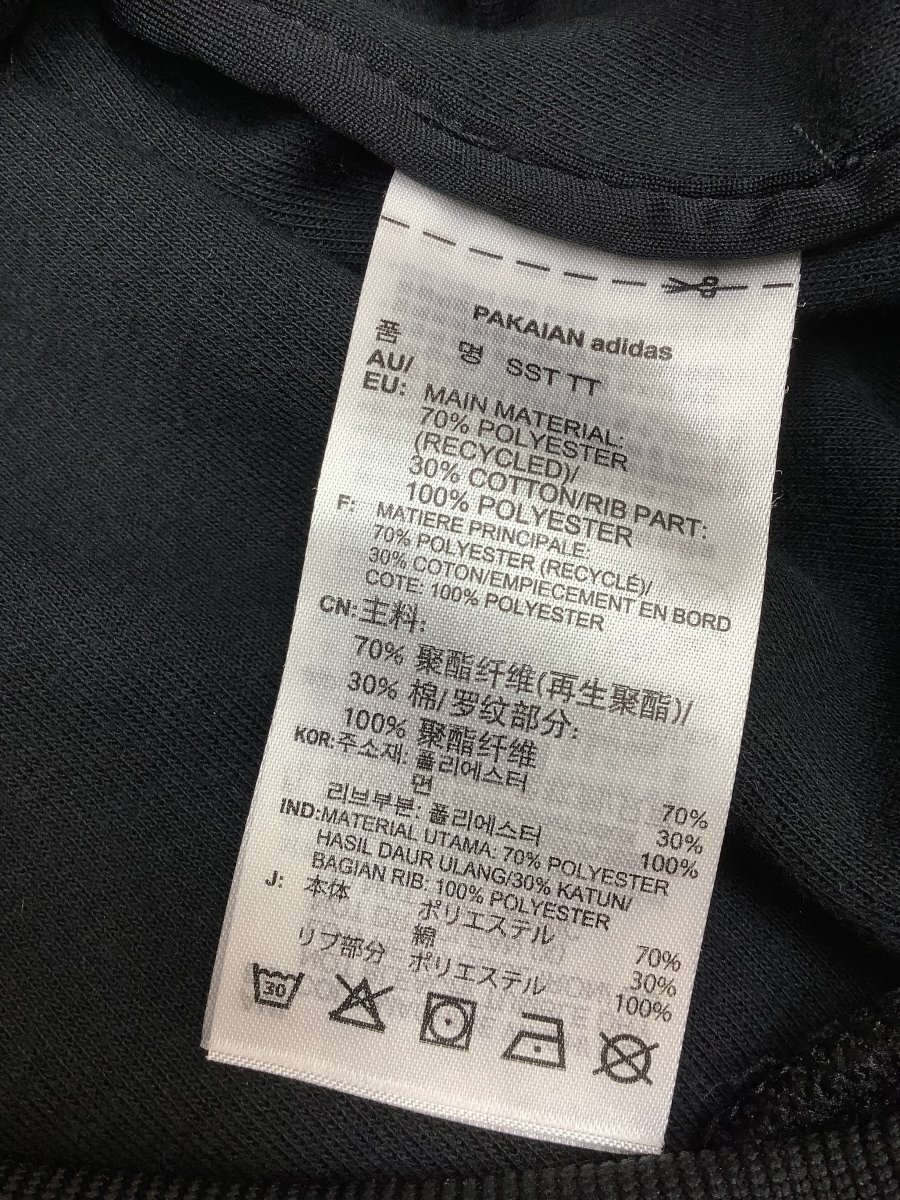 PAKAIAN adidas
품 명 SST TT
AU/
EU: MAIN MATERIAL:
70% POLYESTER
(RECYCLED)/
30% COTTON/RIB PART:
100% POLYESTER
F: MATIERE PRINCIPALE:
70% POLYESTER (RECYCLÉ)/
30% COTON/EMPIECEMENT EN BORD
COTE: 100% POLYESTER
CN: 主料:
70% 聚酯纤维(再生聚酯)/
30% 棉/罗纹部分:
100% 聚酯纤维
KOR: 주소재: 폴리에스터 70%
면 30%
리브부분: 폴리에스터 100%
IND: MATERIAL UTAMA: 70% POLYESTER
HASIL DAUR ULANG/30% KATUN/
BAGIAN RIB: 100% POLYESTER
J: 本体 ポリエステル 70%
綿 30%
リブ部分 ポリエステル 100%
30